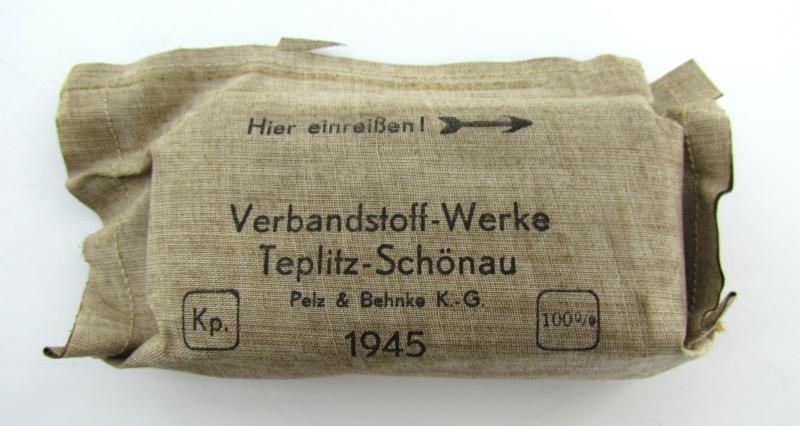 Hier einreißen!
Verbandstoff-Werke
Teplitz-Schönau
Pelz & Behnke K.-G.
Kp.
100%
1945